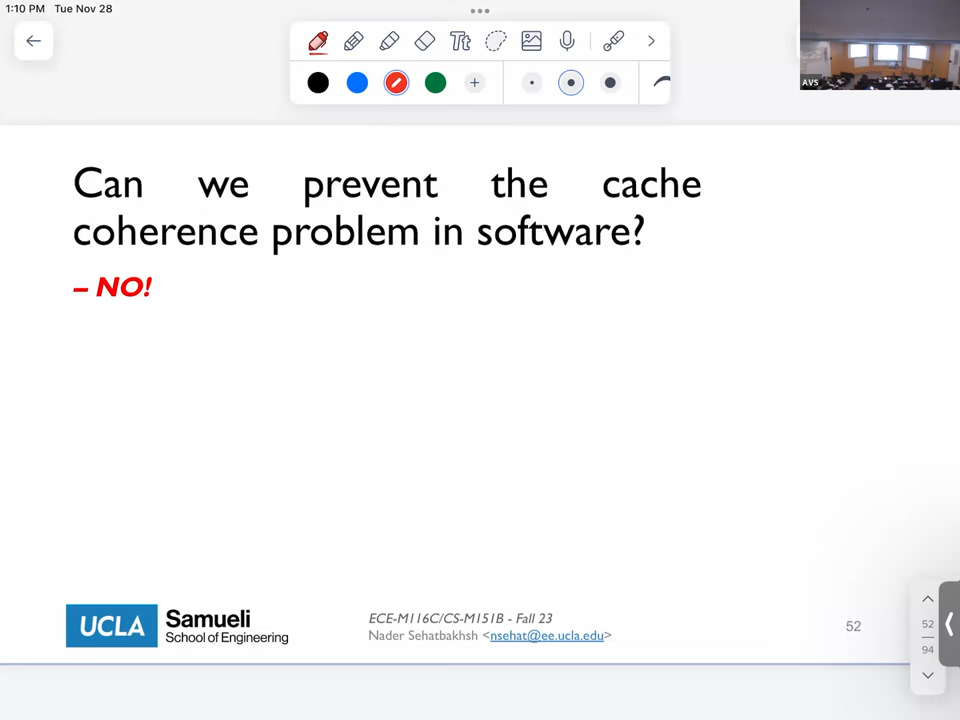 1:10 PM Tue Nov 28
Tt
AVS
Can we prevent the cache
coherence problem in software?
– NO!
UCLA
Samueli
School of Engineering
ECE-M116C/CS-M151B - Fall 23
Nader Sehatbakhsh <nsehat@ee.ucla.edu>
52
52
94